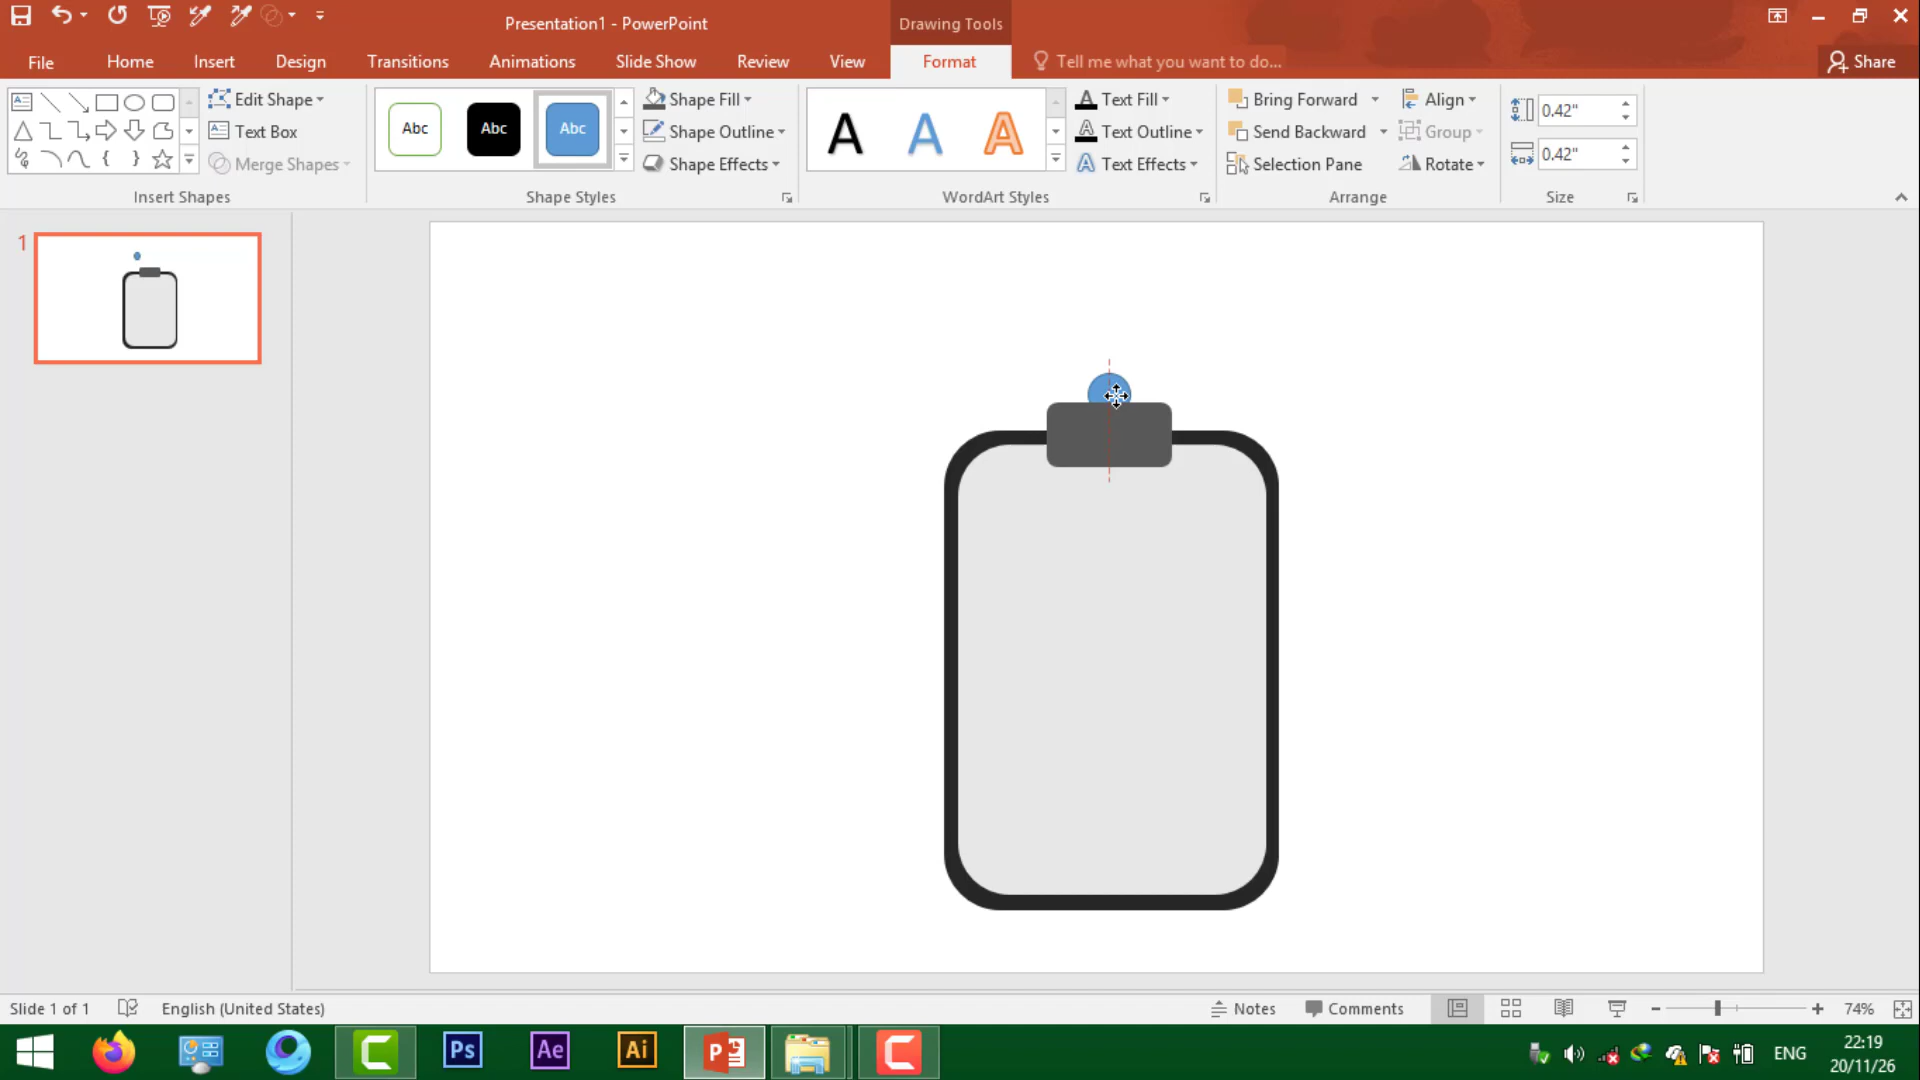 Presentation1 - PowerPoint
Drawing Tools
File
Home
Insert
Design
Transitions
Animations
Slide Show
Review
View
Format
Tell me what you want to do...
Share
Edit Shape
Text Box
Merge Shapes
Insert Shapes
Abc
Abc
Abc
Shape Fill
Shape Outline
Shape Effects
Shape Styles
A
A
A
WordArt Styles
Text Fill
Text Outline
Text Effects
Bring Forward
Send Backward
Selection Pane
Align
Group
Rotate
Arrange
0.42"
0.42"
Size
1
Slide 1 of 1
English (United States)
Notes
Comments
74%
Ps
Ae
Ai
ENG
22:19
20/11/26